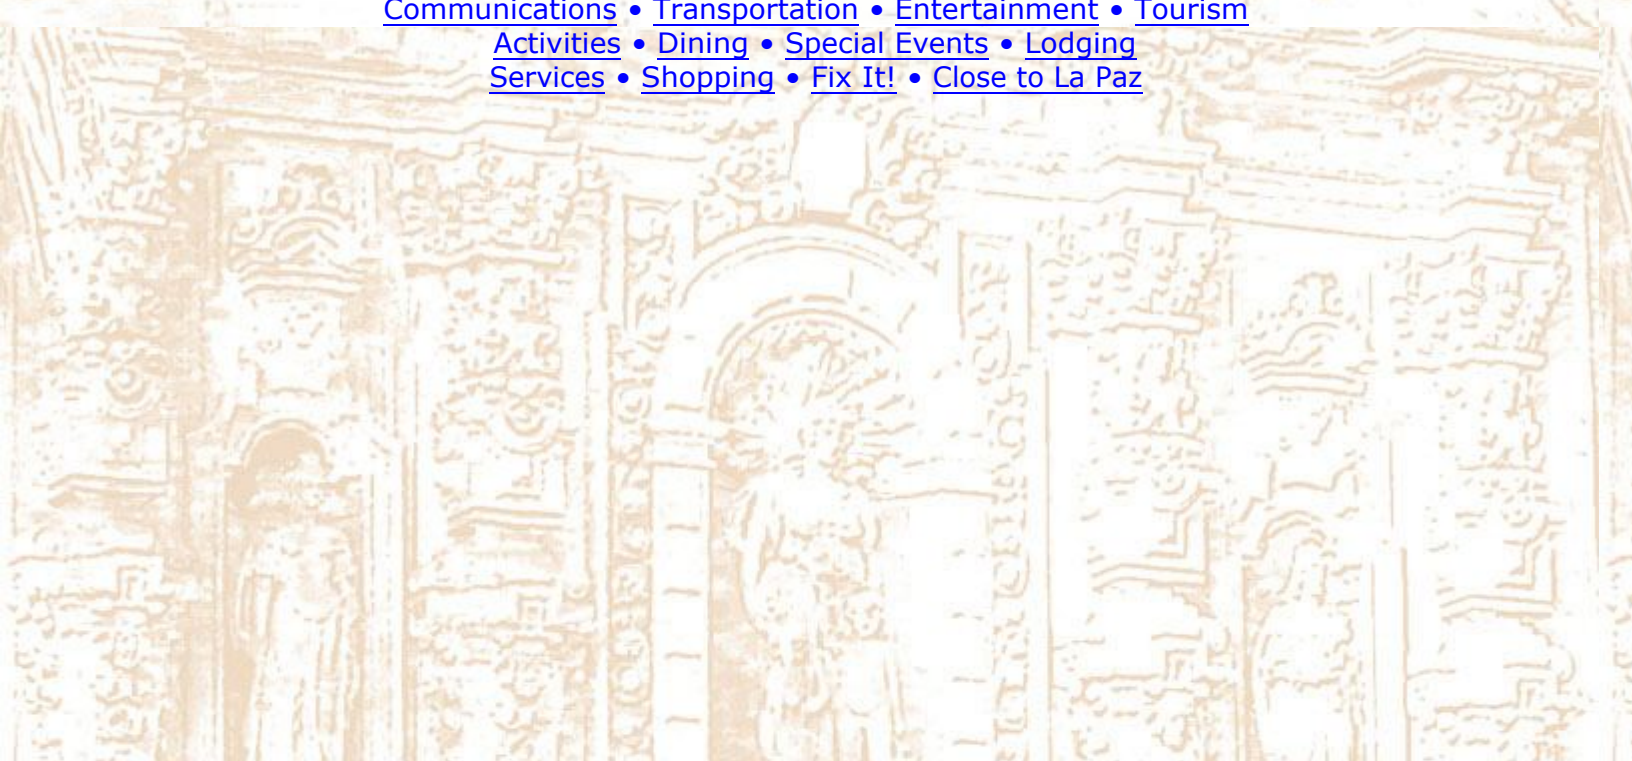 Communications • Transportation • Entertainment • Tourism
Activities • Dining • Special Events • Lodging
Services • Shopping • Fix It! • Close to La Paz